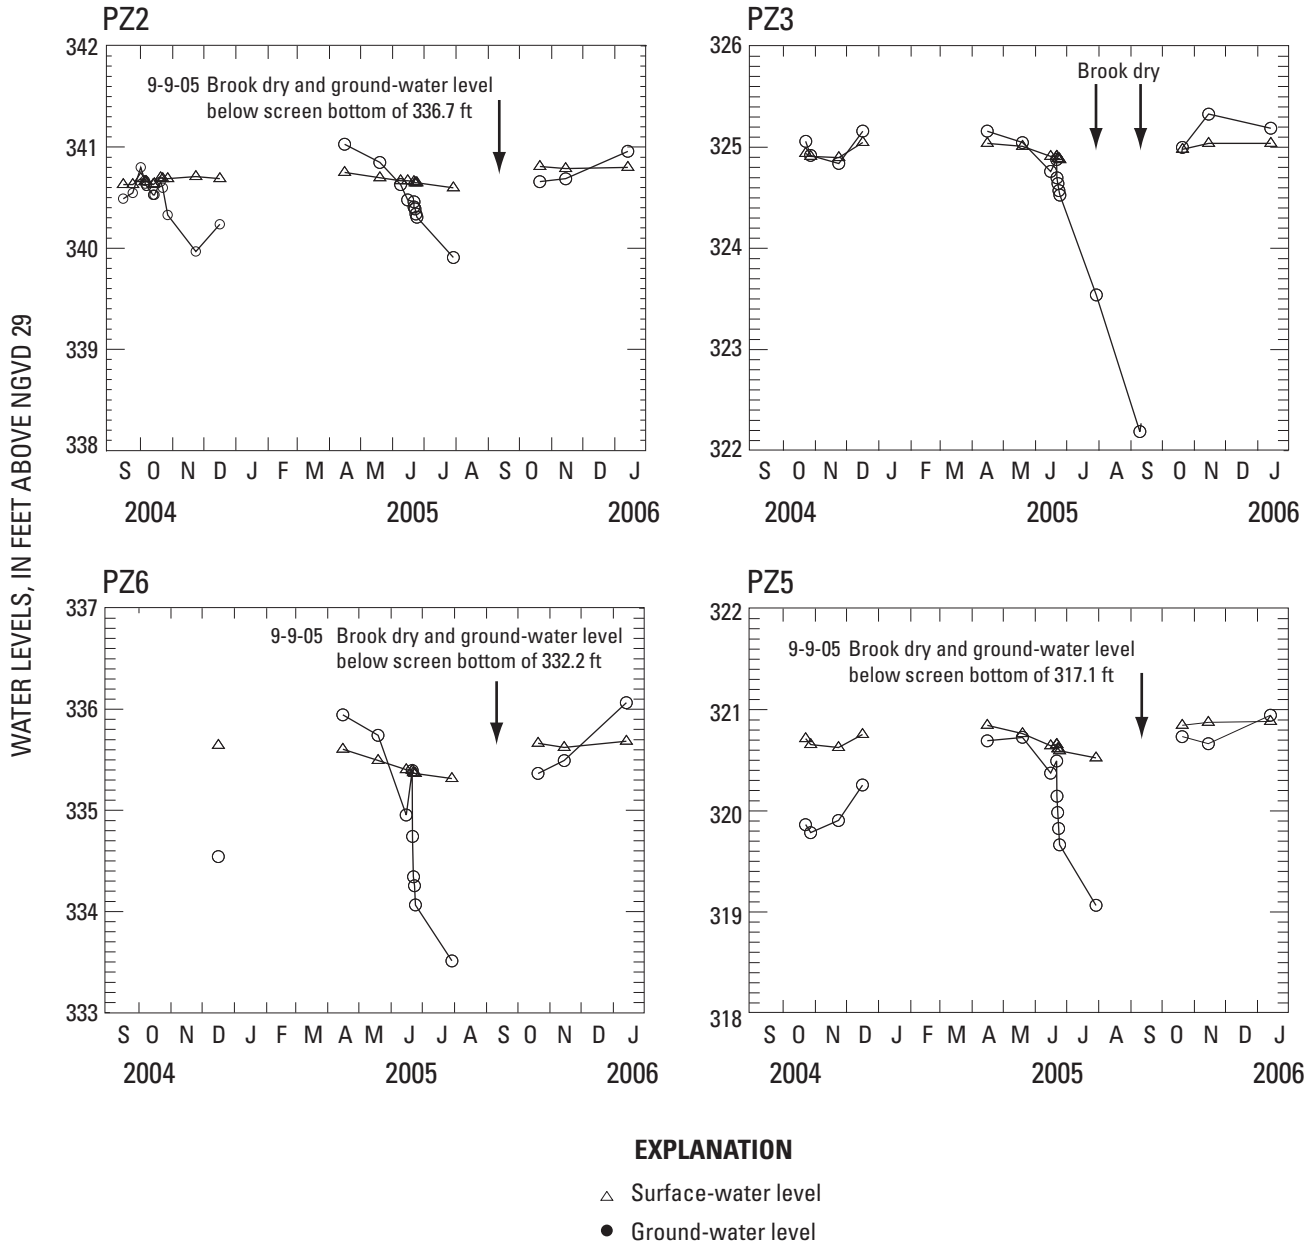 PZ2
342
341
340
339
338
9-9-05 Brook dry and ground-water level
below screen bottom of 336.7 ft
S O N D J F M A M J J A S O N D J
2004 2005 2006
PZ3
326
325
324
323
322
Brook dry
S O N D J F M A M J J A S O N D J
2004 2005 2006
WATER LEVELS, IN FEET ABOVE NGVD 29
PZ6
337
336
335
334
333
9-9-05 Brook dry and ground-water level
below screen bottom of 332.2 ft
S O N D J F M A M J J A S O N D J
2004 2005 2006
PZ5
322
321
320
319
318
9-9-05 Brook dry and ground-water level
below screen bottom of 317.1 ft
S O N D J F M A M J J A S O N D J
2004 2005 2006
EXPLANATION
Surface-water level
Ground-water level